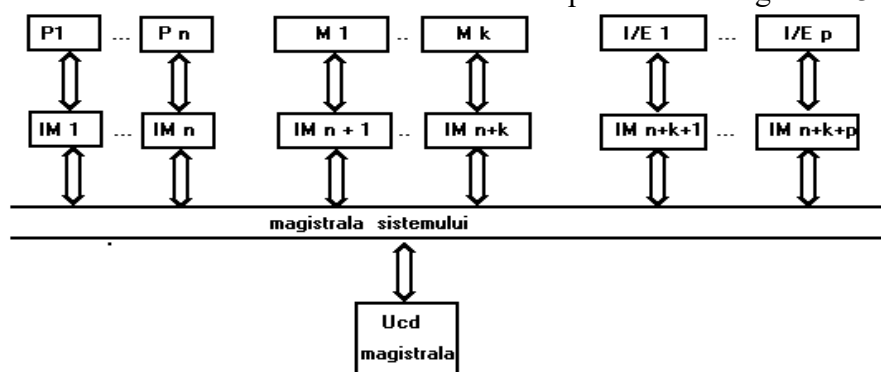 P1 ... P n M 1 .. M k I/E 1 ... I/E p
IM 1 ... IM n IM n + 1 .. IM n+k IM n+k+1 ... IM n+k+p
magistrala sistemului
Ucd
magistrala